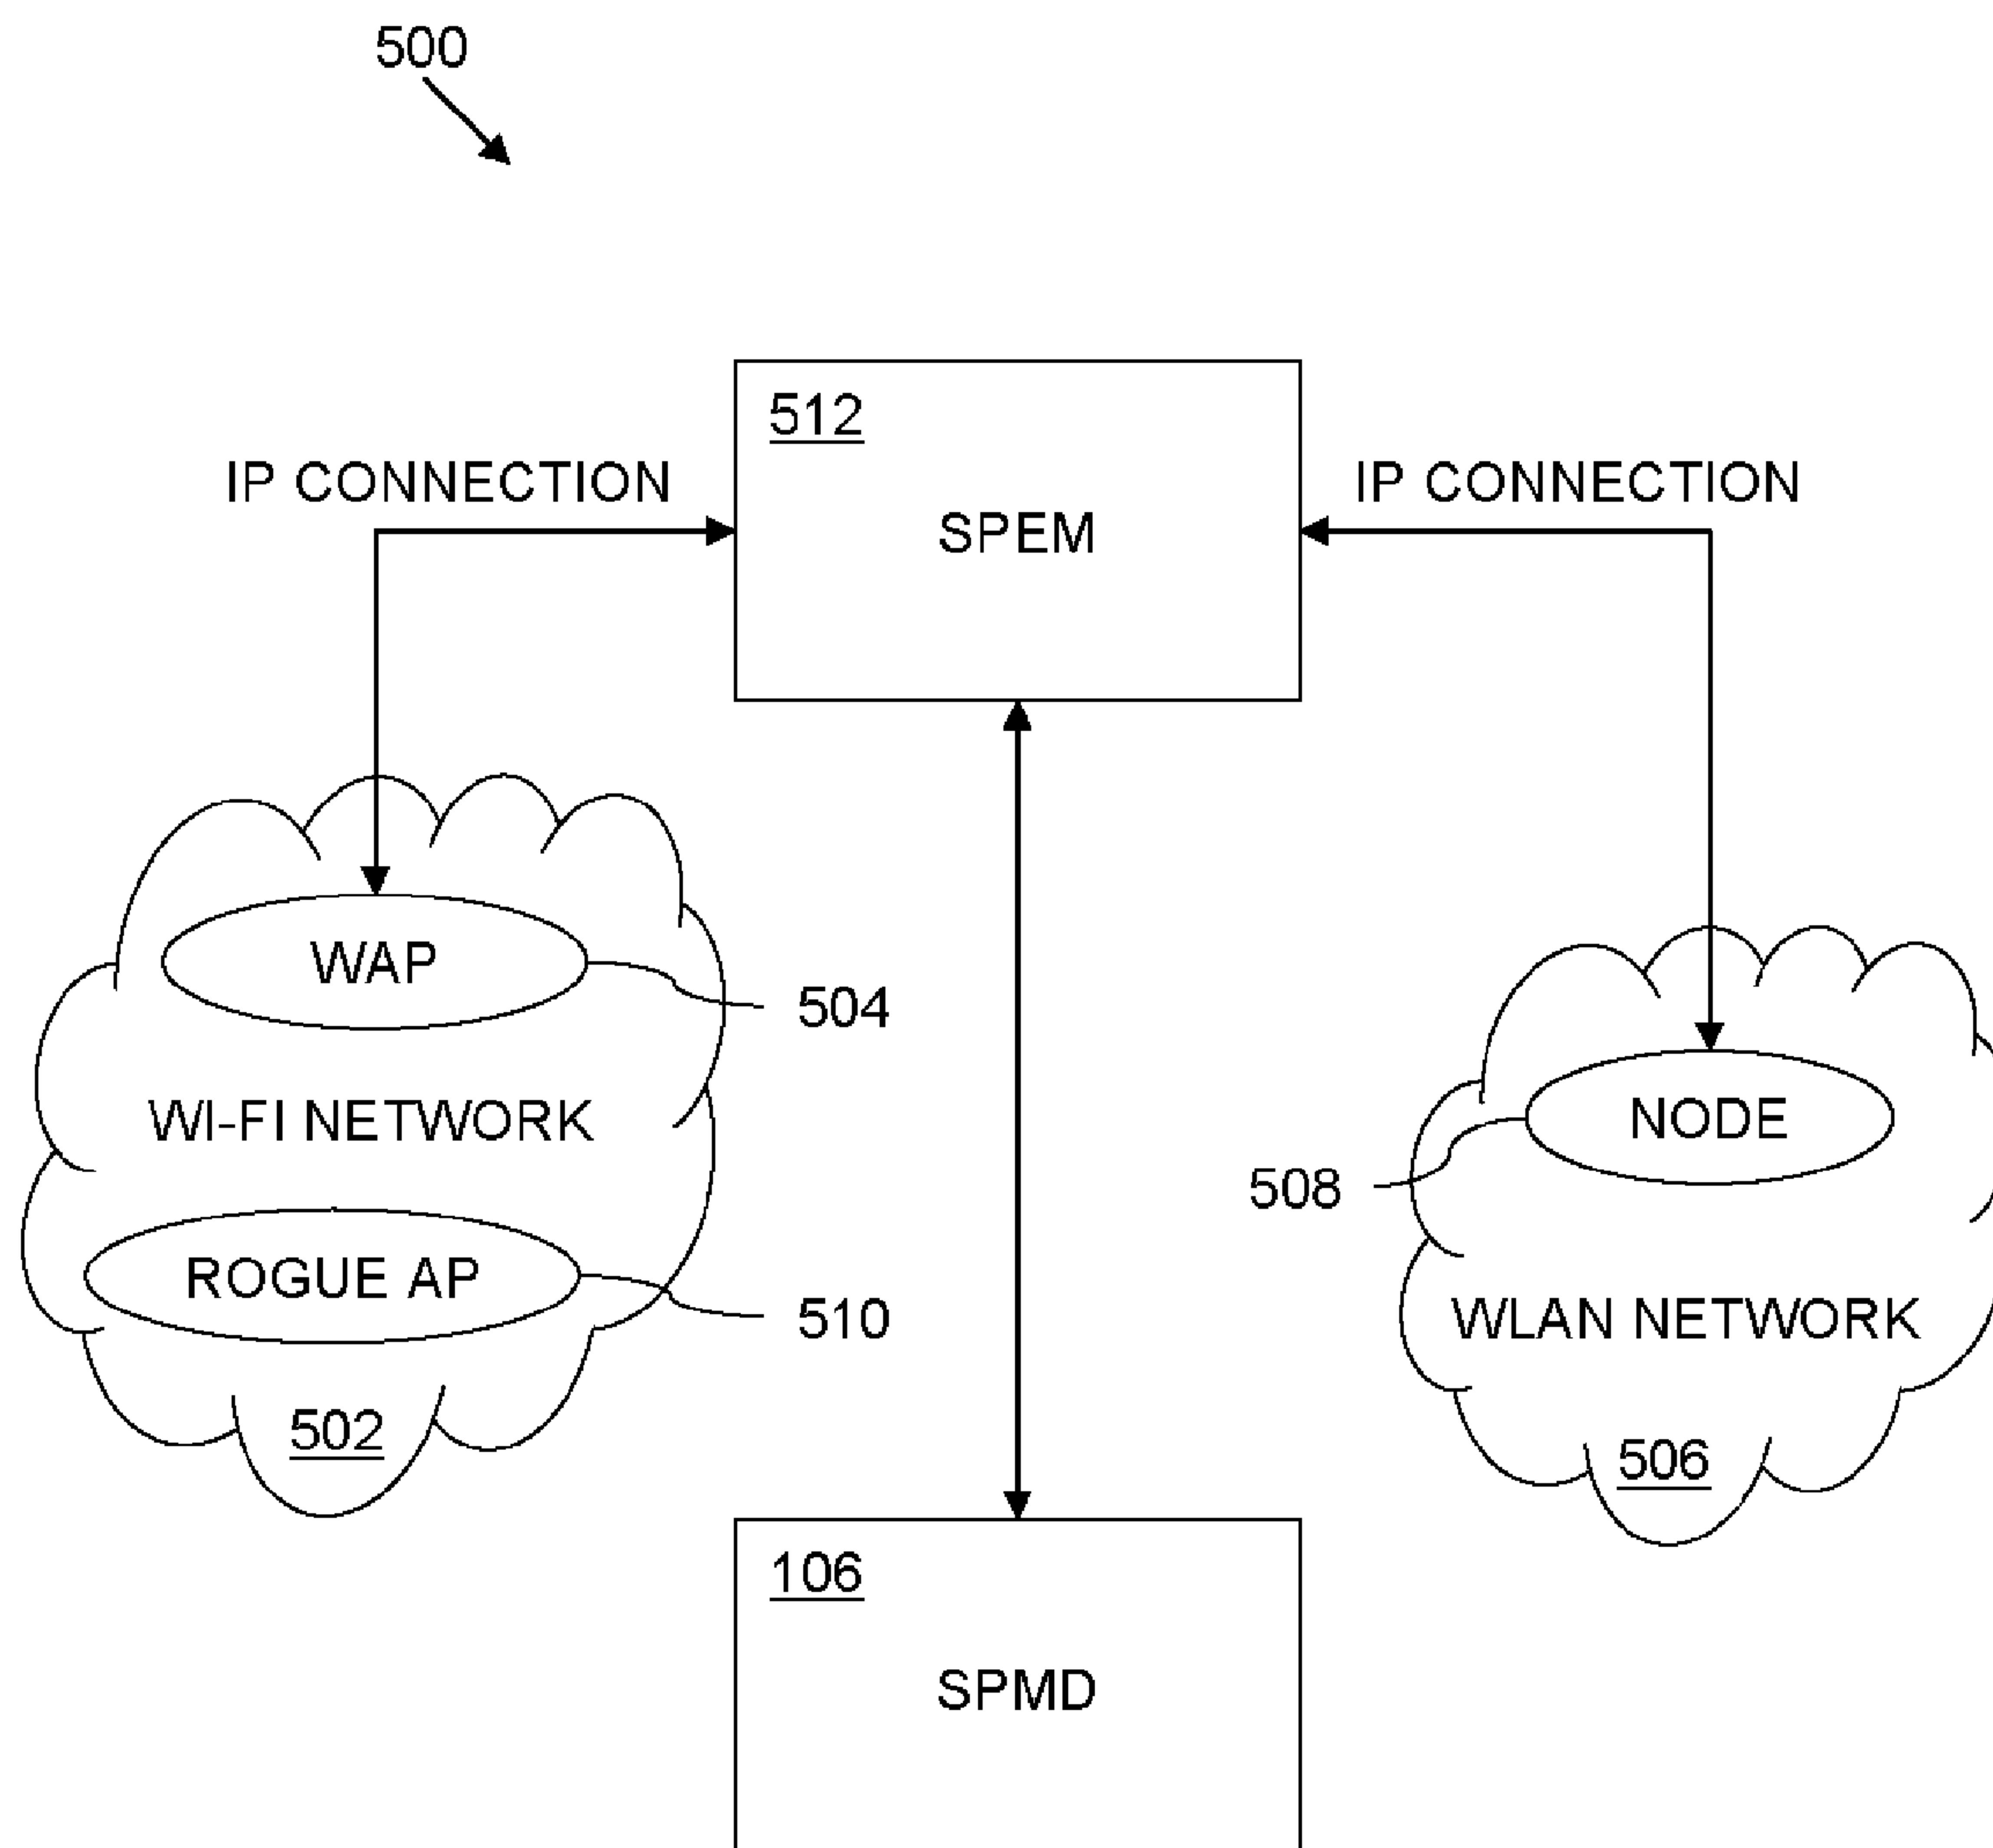 500
512
IP CONNECTION
IP CONNECTION
SPEM
WAP
504
WI-FI NETWORK
NODE
508
ROGUE AP
510
WLAN NETWORK
502
506
106
SPMD